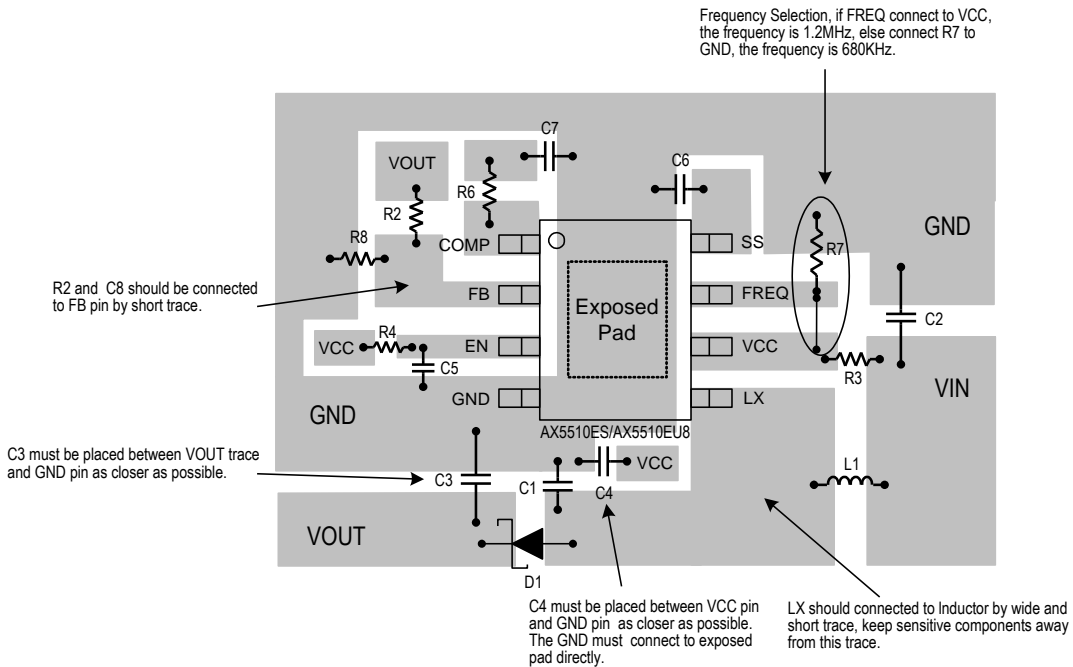 Frequency Selection, if FREQ connect to VCC,
the frequency is 1.2MHz, else connect R7 to
GND, the frequency is 680KHz.
C7
VOUT
C6
R6
R2
GND
COMP
SS
R7
R8
R2 and C8 should be connected
to FB pin by short trace.
FB
Exposed
Pad
FREQ
C2
R4
VCC
EN
VCC
C5
R3
VIN
GND
GND
LX
AX5510ES/AX5510EU8
C3 must be placed between VOUT trace
and GND pin as closer as possible.
VCC
L1
C3
C1
C4
VOUT
D1
C4 must be placed between VCC pin
and GND pin as closer as possible.
The GND must connect to exposed
pad directly.
LX should connected to Inductor by wide and
short trace, keep sensitive components away
from this trace.